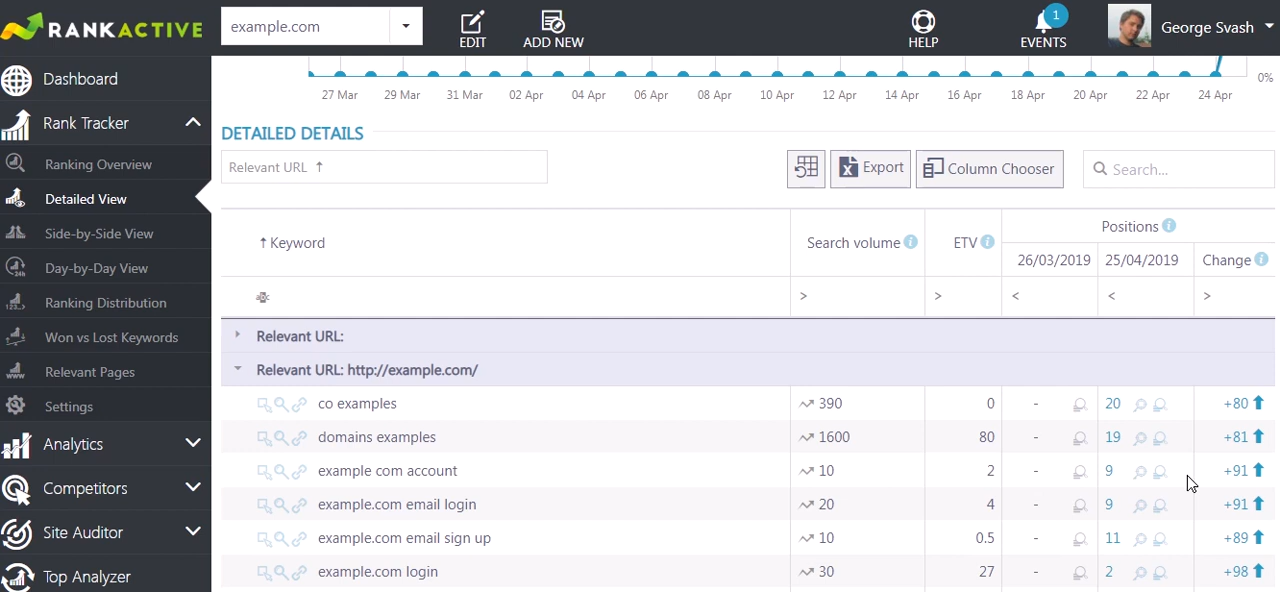 RANKACTIVE
example.com
EDIT
ADD NEW
HELP
1
EVENTS
George Svash
Dashboard
Rank Tracker
Ranking Overview
Detailed View
Side-by-Side View
24h
Day-by-Day View
123..>
Ranking Distribution
Won vs Lost Keywords
www
Relevant Pages
Settings
Analytics
Competitors
Site Auditor
Top Analyzer
0%
27 Mar 29 Mar 31 Mar 02 Apr 04 Apr 06 Apr 08 Apr 10 Apr 12 Apr 14 Apr 16 Apr 18 Apr 20 Apr 22 Apr 24 Apr
DETAILED DETAILS
Relevant URL ↑
X Export
Column Chooser
Search...
↑ Keyword
Search volume i
ETV i
Positions i
26/03/2019 25/04/2019 Change i
aBc > > < < >
Relevant URL:
Relevant URL: http://example.com/
co examples 390 0 - 20 +80
domains examples 1600 80 - 19 +81
example com account 10 2 - 9 +91
example.com email login 20 4 - 9 +91
example.com email sign up 10 0.5 - 11 +89
example.com login 30 27 - 2 +98